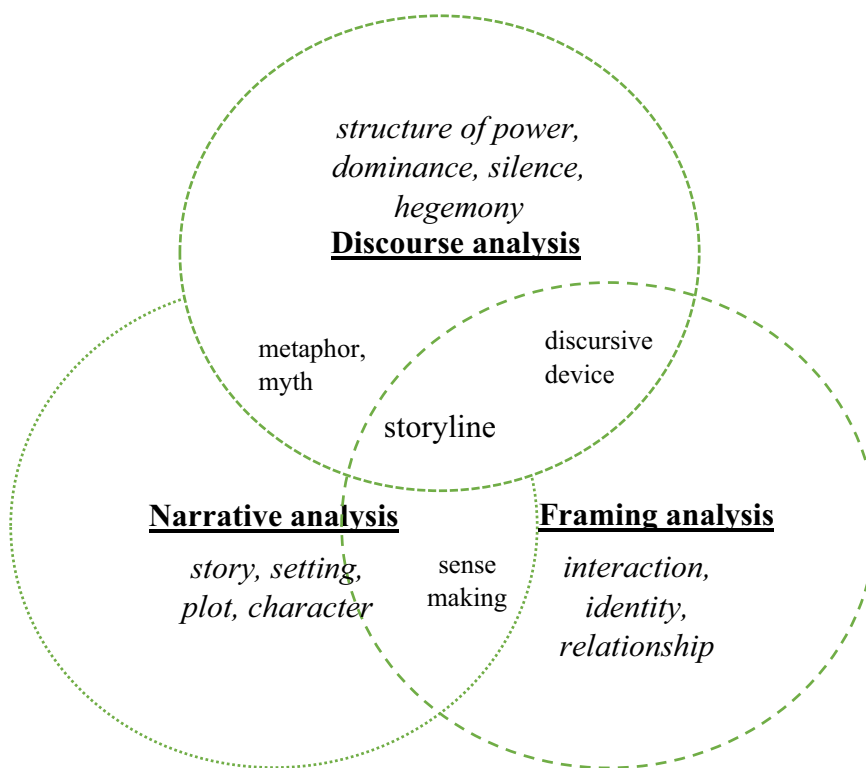 structure of power,
dominance, silence,
hegemony
Discourse analysis
metaphor,
myth
discursive
device
storyline
Narrative analysis
story, setting,
plot, character
sense
making
Framing analysis
interaction,
identity,
relationship